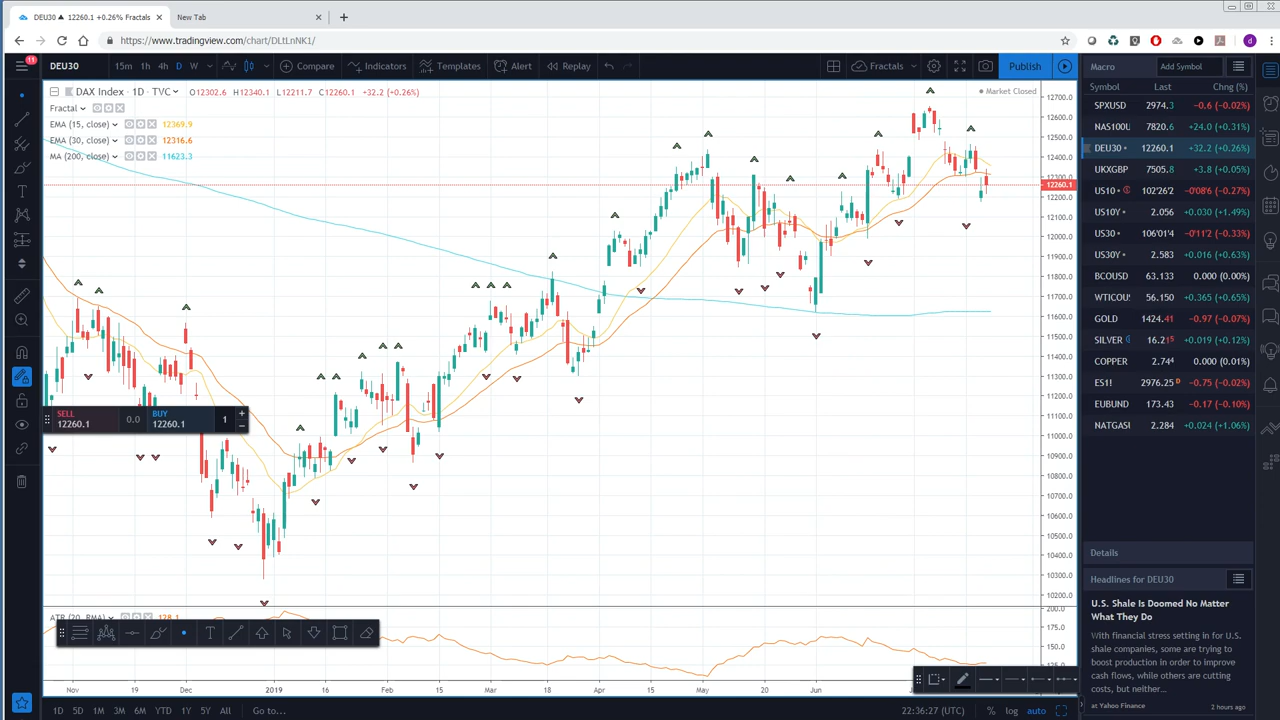 DEU30 ▲ 12260.1 +0.26% Fractals
New Tab
https://www.tradingview.com/chart/DLtLnNK1/
d
11
DEU30
15m 1h 4h D W
Compare
Indicators
Templates
Alert
Replay
Fractals
Publish
DAX Index · 1D · TVC
O12302.6 H12340.1 L12211.7 C12260.1 +32.2 (+0.26%)
Market Closed
Fractal
EMA (15, close) 12369.9
EMA (30, close) 12316.6
MA (200, close) 11623.3
SELL
12260.1
0.0
BUY
12260.1
1
ATR (20, RMA) 128.1
12700.0
12600.0
12500.0
12400.0
12300.0
12260.1
12200.0
12100.0
12000.0
11900.0
11800.0
11700.0
11600.0
11500.0
11400.0
11300.0
11200.0
11100.0
11000.0
10900.0
10800.0
10700.0
10600.0
10500.0
10400.0
10300.0
10200.0
200.0
175.0
150.0
125.0
Nov Dec 2019 16 Feb 15 Mar 15 Apr 15 May 20 Jun
1D 5D 1M 3M 6M YTD 1Y 5Y All Go to...
22:36:27 (UTC) % log auto
Macro
Add Symbol
Symbol Last Chng (%)
SPXUSD 2974.3 -0.6 (-0.02%)
NAS100U 7820.6 +24.0 (+0.31%)
DEU30 12260.1 +32.2 (+0.26%)
UKXGBP 7505.8 +3.8 (+0.05%)
US10 102'26'2 -0'08'6 (-0.27%)
US10Y 2.056 +0.030 (+1.49%)
US30 106'01'4 -0'11'2 (-0.33%)
US30Y 2.583 +0.016 (+0.63%)
BCOUSD 63.133 0.000 (0.00%)
WTICOUS 56.150 +0.365 (+0.65%)
GOLD 1424.41 -0.97 (-0.07%)
SILVER 16.215 +0.019 (+0.12%)
COPPER 2.744 0.000 (0.01%)
ES1! 2976.25 D -0.75 (-0.02%)
EUBUND 173.43 -0.17 (-0.10%)
NATGAS 2.284 +0.024 (+1.06%)
Details
Headlines for DEU30
U.S. Shale Is Doomed No Matter
What They Do
With financial stress setting in for U.S.
shale companies, some are trying to
boost production in order to improve
cash flows, while others are cutting
costs, but neither...
at Yahoo Finance
2 hours ago